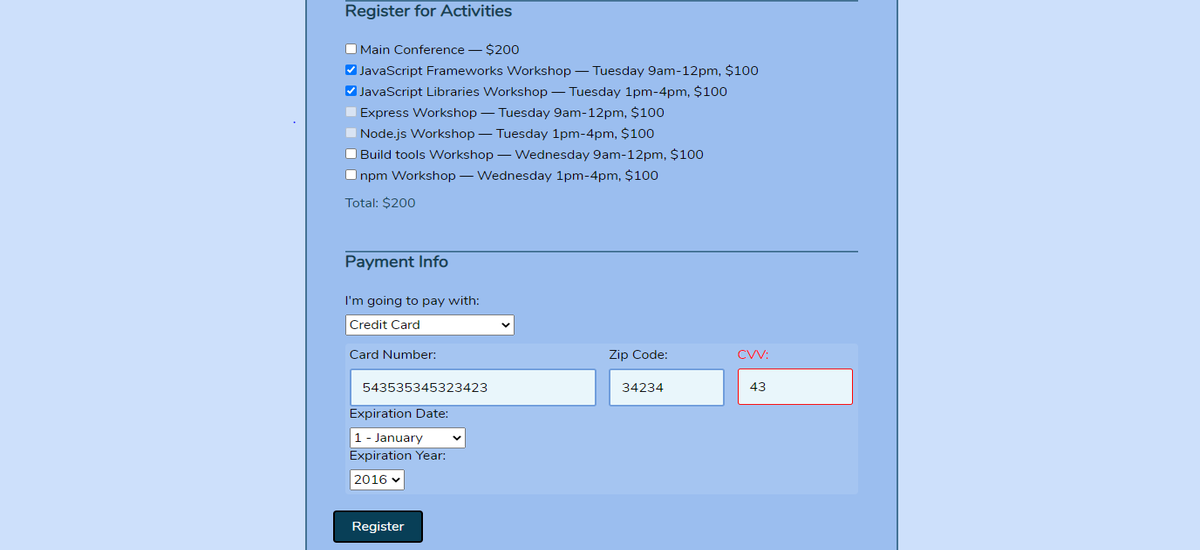 Register for Activities
Main Conference — $200
JavaScript Frameworks Workshop — Tuesday 9am-12pm, $100
JavaScript Libraries Workshop — Tuesday 1pm-4pm, $100
Express Workshop — Tuesday 9am-12pm, $100
Node.js Workshop — Tuesday 1pm-4pm, $100
Build tools Workshop — Wednesday 9am-12pm, $100
npm Workshop — Wednesday 1pm-4pm, $100
Total: $200
Payment Info
I'm going to pay with:
Credit Card
Card Number: Zip Code: CVV:
543535345323423 34234 43
Expiration Date:
1 - January
Expiration Year:
2016
Register